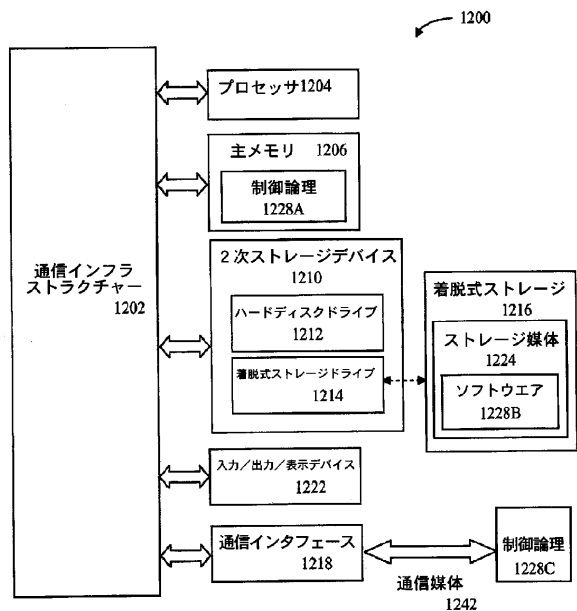 1200
通信インフラ
ストラクチャー
1202
プロセッサ1204
主メモリ 1206
制御論理
1228A
２次ストレージデバイス
1210
ハードディスクドライブ
1212
着脱式ストレージドライブ
1214
着脱式ストレージ
1216
ストレージ媒体
1224
ソフトウエア
1228B
入力／出力／表示デバイス
1222
通信インタフェース
1218
通信媒体
1242
制御論理
1228C